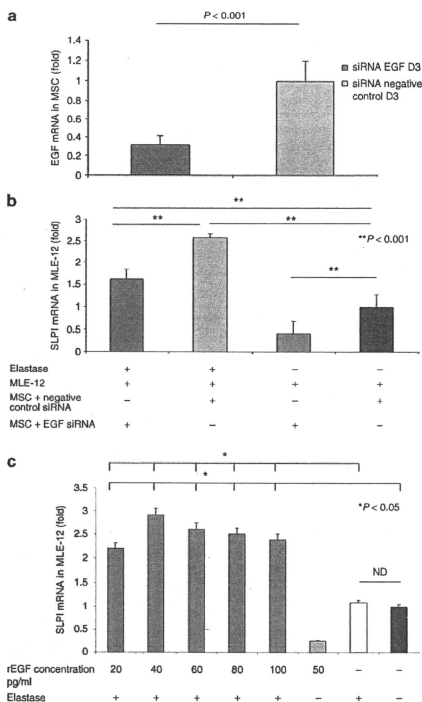 a
P < 0.001
EGF mRNA in MSC (fold)
1.4
1.2
1
0.8
0.6
0.4
0.2
0
siRNA EGF D3
siRNA negative
control D3
b
**
**
**
**P < 0.001
**
SLPI mRNA in MLE-12 (fold)
3
2.5
2
1.5
1
0.5
0
Elastase + + − −
MLE-12 + + + +
MSC + negative
control siRNA − + − +
MSC + EGF siRNA + − + −
c
*
*
*P < 0.05
ND
SLPI mRNA in MLE-12 (fold)
3.5
3
2.5
2
1.5
1
0.5
0
rEGF concentration 20 40 60 80 100 50 − −
pg/ml
Elastase + + + + + − + −